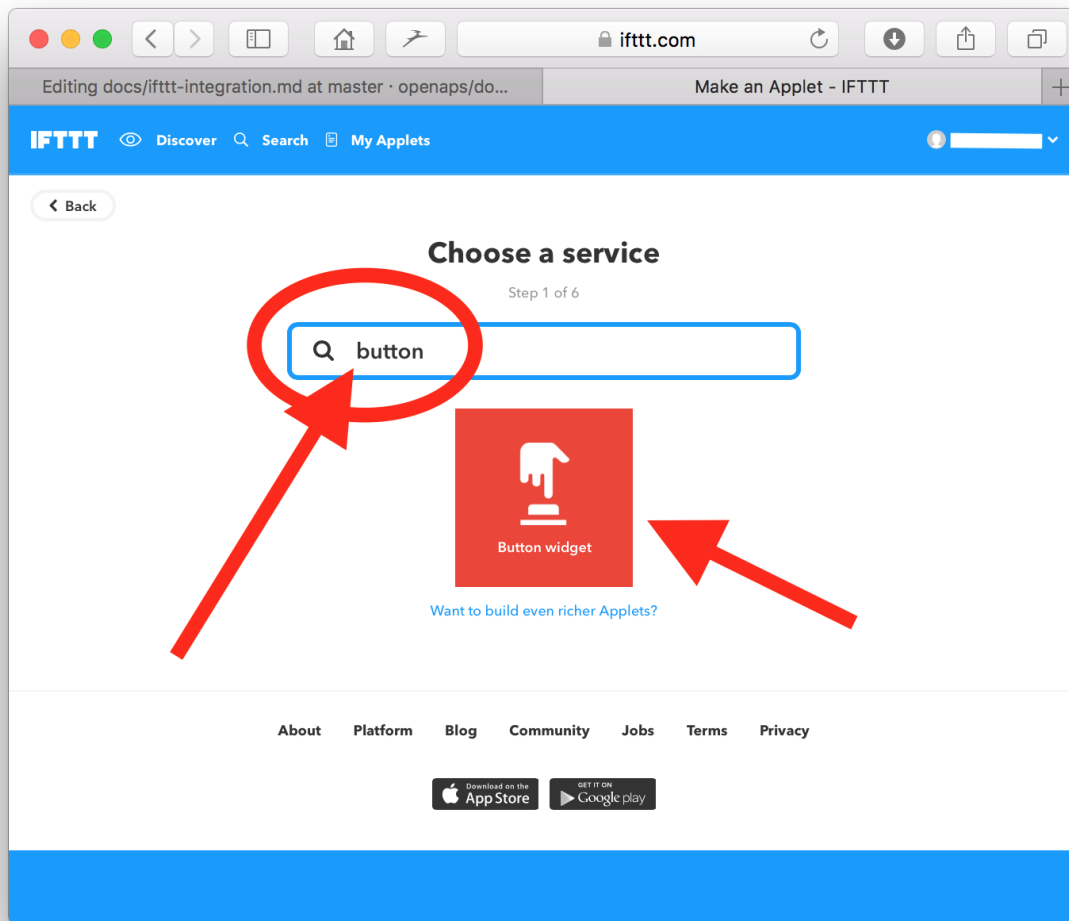 ifttt.com
Editing docs/ifttt-integration.md at master · openaps/do...
Make an Applet - IFTTT
IFTTT Discover Search My Applets
Back
Choose a service
Step 1 of 6
button
Button widget
Want to build even richer Applets?
About Platform Blog Community Jobs Terms Privacy
Download on the
App Store
GET IT ON
Google play